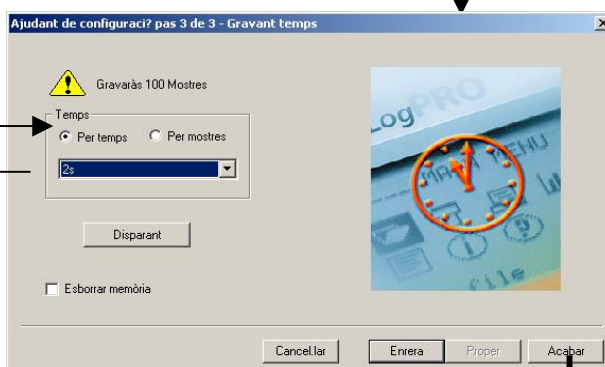 Ajudant de configuraci? pas 3 de 3 - Gravant temps
Gravaràs 100 Mostres
Temps
Per temps
Per mostres
2s
Disparant
Esborrar memòria
LogPRO
MAIN MENU
file
Cancel.lar
Enrera
Proper
Acabar